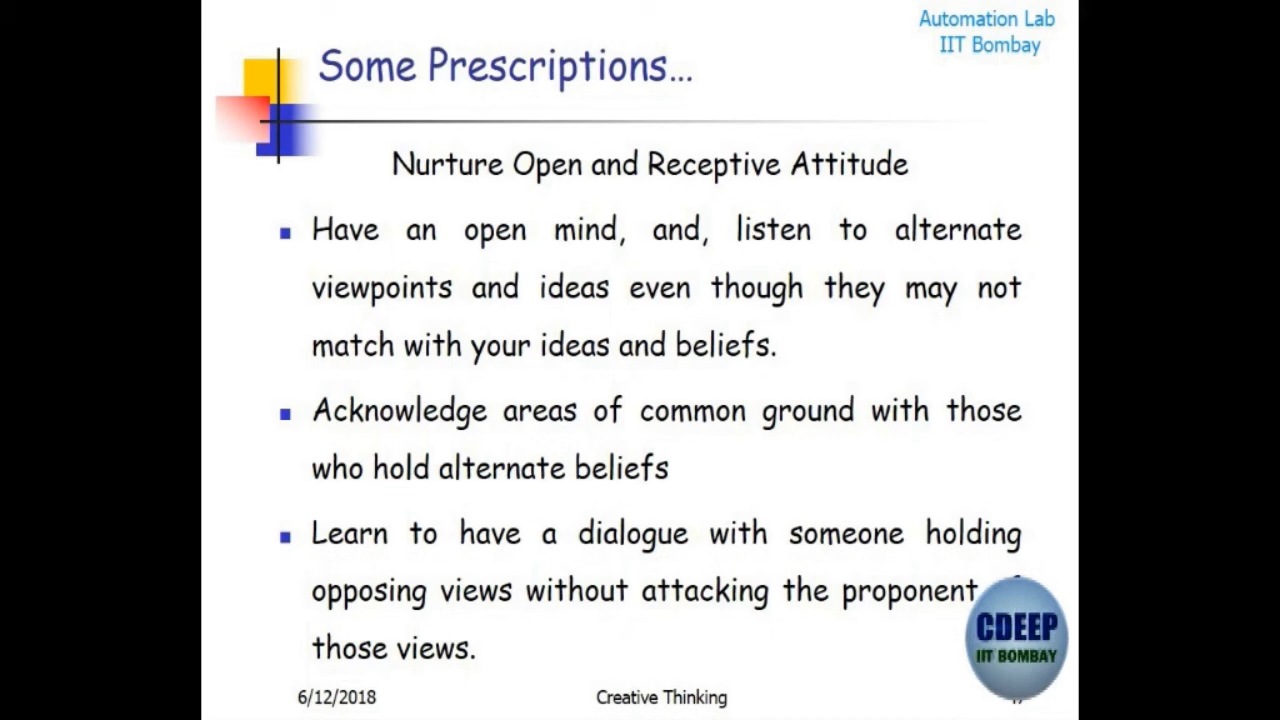 Automation Lab
IIT Bombay
Some Prescriptions...
Nurture Open and Receptive Attitude
Have an open mind, and, listen to alternate
viewpoints and ideas even though they may not
match with your ideas and beliefs.
Acknowledge areas of common ground with those
who hold alternate beliefs
Learn to have a dialogue with someone holding
opposing views without attacking the proponent
those views.
CDEEP
IIT BOMBAY
6/12/2018
Creative Thinking